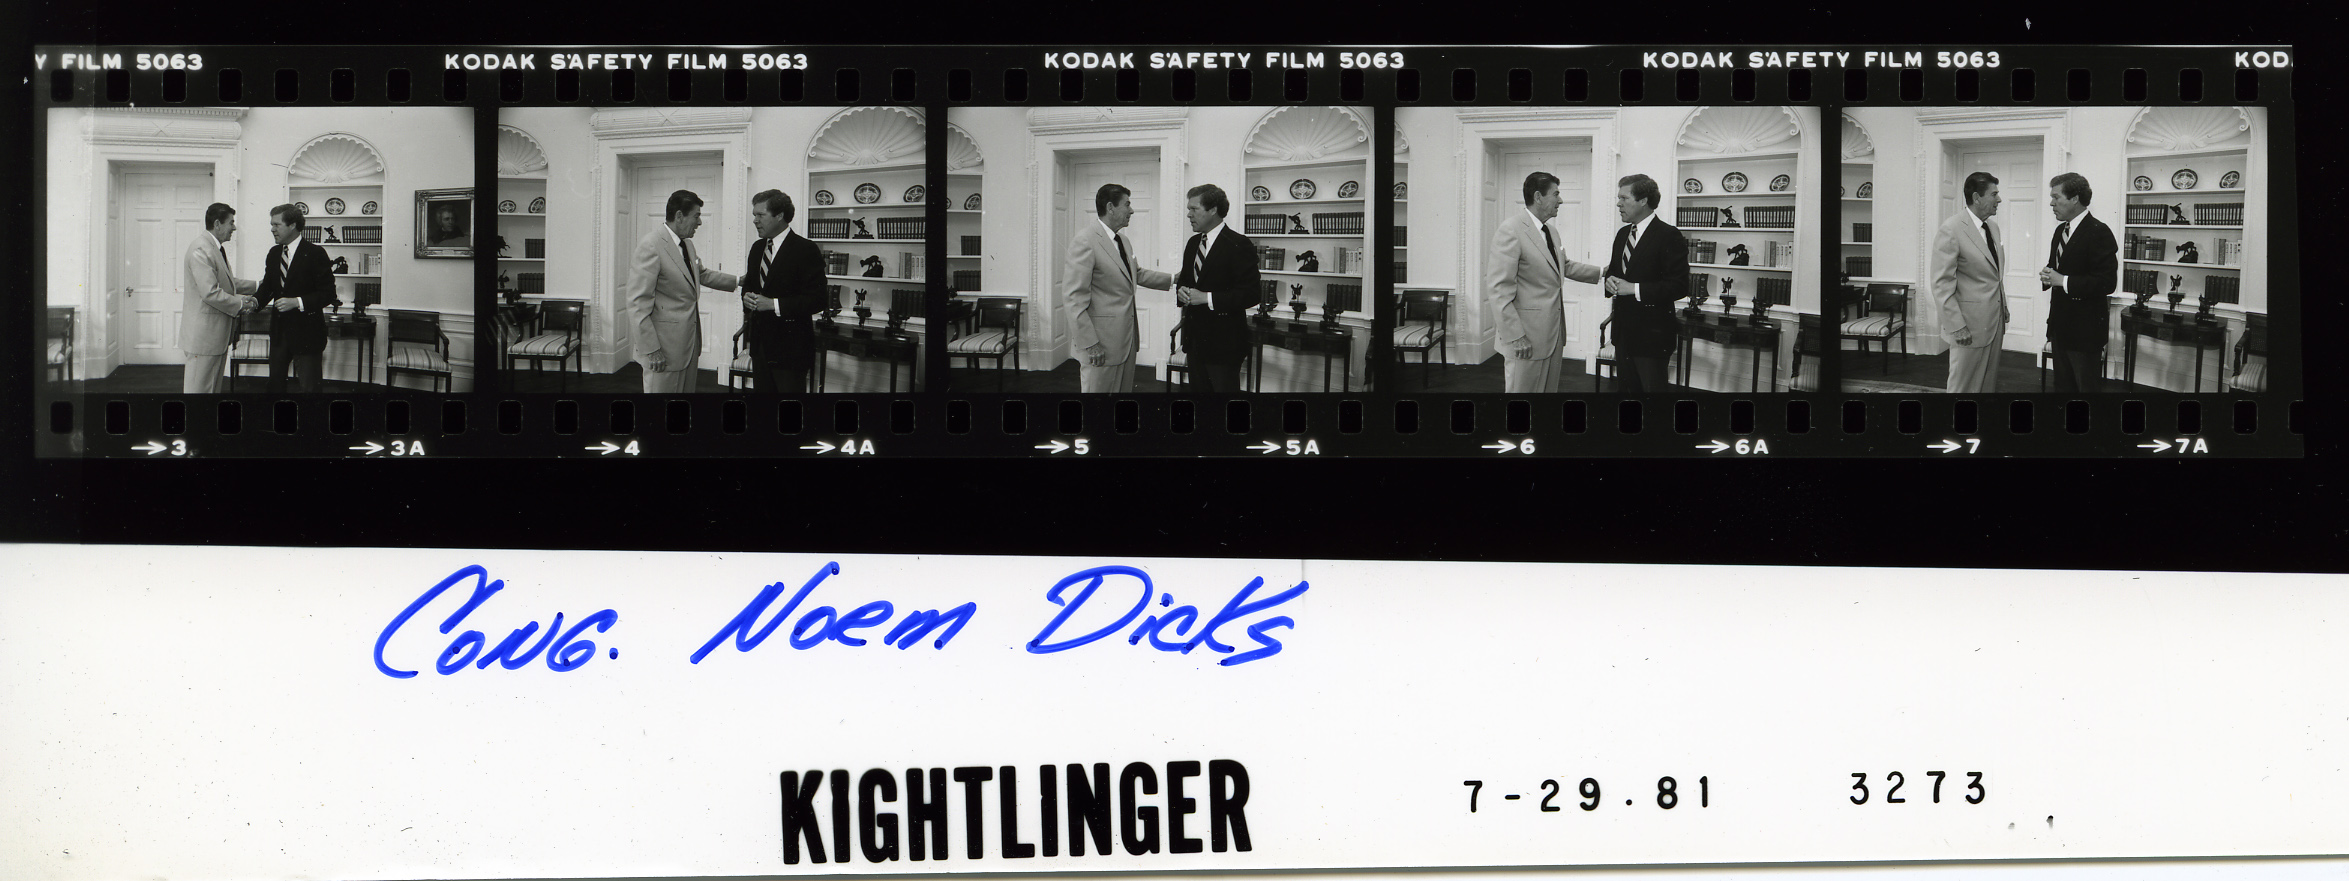 Y FILM 5063 KODAK SAFETY FILM 5063 KODAK SAFETY FILM 5063 KODAK SAFETY FILM 5063 KOD
→3 →3A →4 →4A →5 →5A →6 →6A →7 →7A
CONG. Noem Dicks
KIGHTLINGER 7-29.81 3273